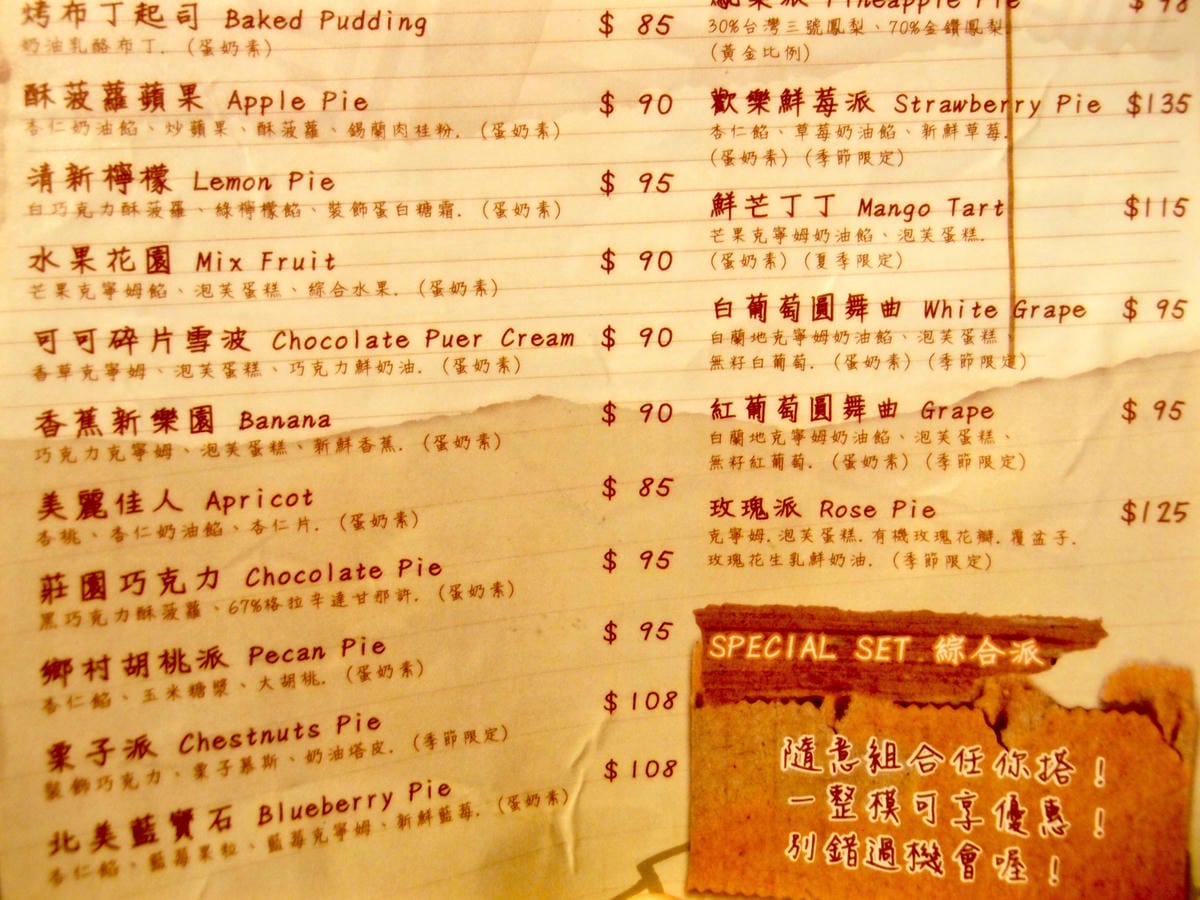 烤布丁起司 Baked Pudding $ 85
奶油乳酪布丁.（蛋奶素）
酥菠蘿蘋果 Apple Pie $ 90
杏仁奶油餡、炒蘋果、酥菠蘿、錫蘭肉桂粉.（蛋奶素）
清新檸檬 Lemon Pie $ 95
白巧克力酥菠蘿、綠檸檬餡、裝飾蛋白糖霜.（蛋奶素）
水果花園 Mix Fruit $ 90
芒果克寧姆餡、泡芙蛋糕、綜合水果.（蛋奶素）
可可碎片雪波 Chocolate Puer Cream $ 90
香草克寧姆、泡芙蛋糕、巧克力鮮奶油.（蛋奶素）
香蕉新樂園 Banana $ 90
巧克力克寧姆、泡芙蛋糕、新鮮香蕉.（蛋奶素）
美麗佳人 Apricot $ 85
杏桃、杏仁奶油餡、杏仁片.（蛋奶素）
莊園巧克力 Chocolate Pie $ 95
黑巧克力酥菠蘿、67%格拉辛達甘那許.（蛋奶素）
鄉村胡桃派 Pecan Pie $ 95
杏仁餡、玉米糖漿、大胡桃.（蛋奶素）
栗子派 Chestnuts Pie $108
裝飾巧克力、栗子慕斯、奶油塔皮.（季節限定）
北美藍寶石 Blueberry Pie $108
杏仁餡、藍莓果粒、藍莓克寧姆、新鮮藍莓.（蛋奶素）
鳳梨派 Pineapple Pie $ 98
30%台灣三號鳳梨、70%金鑽鳳梨.
（黃金比例）
歡樂鮮莓派 Strawberry Pie $135
杏仁餡、草莓奶油餡、新鮮草莓.
（蛋奶素）（季節限定）
鮮芒丁丁 Mango Tart $115
芒果克寧姆奶油餡、泡芙蛋糕.
（蛋奶素）（夏季限定）
白葡萄圓舞曲 White Grape $ 95
白蘭地克寧姆奶油餡、泡芙蛋糕
無籽白葡萄.（蛋奶素）（季節限定）
紅葡萄圓舞曲 Grape $ 95
白蘭地克寧姆奶油餡、泡芙蛋糕、
無籽紅葡萄.（蛋奶素）（季節限定）
玫瑰派 Rose Pie $125
克寧姆.泡芙蛋糕.有機玫瑰花瓣.覆盆子.
玫瑰花生乳鮮奶油.（季節限定）
SPECIAL SET 綜合派
隨意組合任你搭！
一整模可享優惠！
別錯過機會喔！